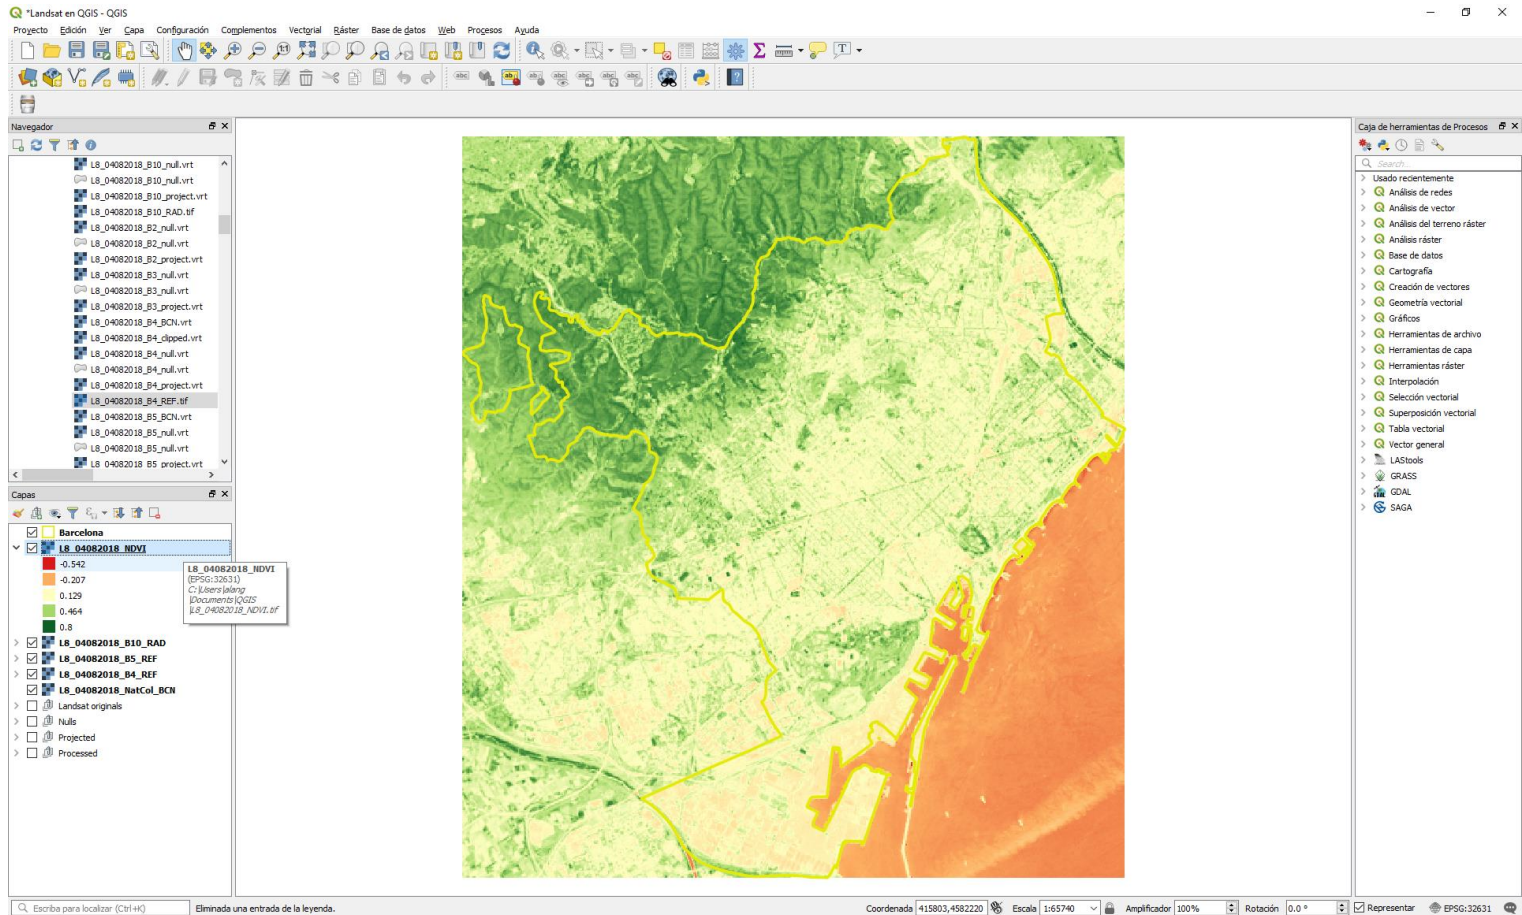 *Landsat en QGIS - QGIS
Proyecto Edición Ver Capa Configuración Complementos Vectorial Ráster Base de datos Web Procesos Ayuda
Navegador
L8_04082018_B10_null.vrt
L8_04082018_B10_null.vrt
L8_04082018_B10_project.vrt
L8_04082018_B10_RAD.tif
L8_04082018_B2_null.vrt
L8_04082018_B2_null.vrt
L8_04082018_B2_project.vrt
L8_04082018_B3_null.vrt
L8_04082018_B3_null.vrt
L8_04082018_B3_project.vrt
L8_04082018_B4_BCN.vrt
L8_04082018_B4_clipped.vrt
L8_04082018_B4_null.vrt
L8_04082018_B4_null.vrt
L8_04082018_B4_project.vrt
L8_04082018_B4_REF.tif
L8_04082018_B5_BCN.vrt
L8_04082018_B5_null.vrt
L8_04082018_B5_null.vrt
L8_04082018_B5_project.vrt
Capas
Barcelona
L8_04082018_NDVI
-0.542
-0.207
0.129
0.464
0.8
L8_04082018_B10_RAD
L8_04082018_B5_REF
L8_04082018_B4_REF
L8_04082018_NatCol_BCN
Landsat originals
Nulls
Projected
Processed
L8_04082018_NDVI
(EPSG:32631)
C:\Users\alang
\Documents\QGIS
\L8_04082018_NDVI.tif
Caja de herramientas de Procesos
Search...
Usado recientemente
Análisis de redes
Análisis de vector
Análisis del terreno ráster
Análisis ráster
Base de datos
Cartografía
Creación de vectores
Geometría vectorial
Gráficos
Herramientas de archivo
Herramientas de capa
Herramientas ráster
Interpolación
Selección vectorial
Superposición vectorial
Tabla vectorial
Vector general
LAStools
GRASS
GDAL
SAGA
Escriba para localizar (Ctrl+K) Eliminada una entrada de la leyenda. Coordenada 415803,4582220 Escala 1:65740 Amplificador 100% Rotación 0.0 ° Representar EPSG:32631